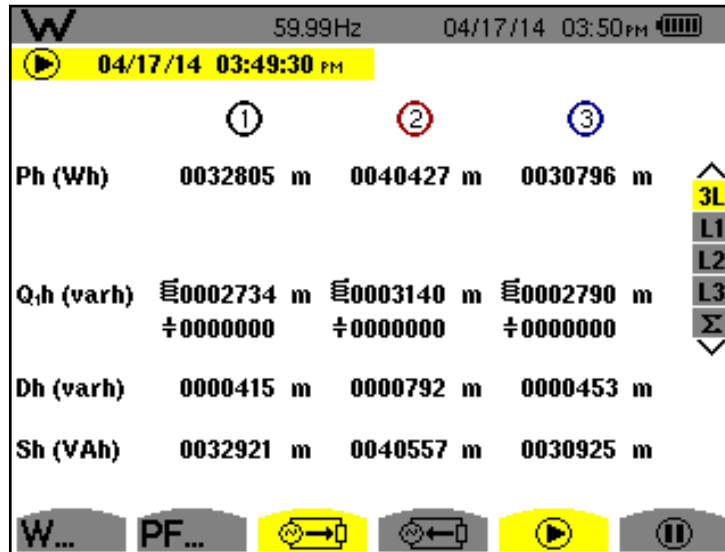 W 59.99Hz 04/17/14 03:50PM
04/17/14 03:49:30 PM
1 2 3
Ph (Wh) 0032805 m 0040427 m 0030796 m
3L
L1
L2
Q₁h (varh) 0002734 m 0003140 m 0002790 m L3
0000000 0000000 0000000 Σ
Dh (varh) 0000415 m 0000792 m 0000453 m
Sh (VAh) 0032921 m 0040557 m 0030925 m
W... PF...